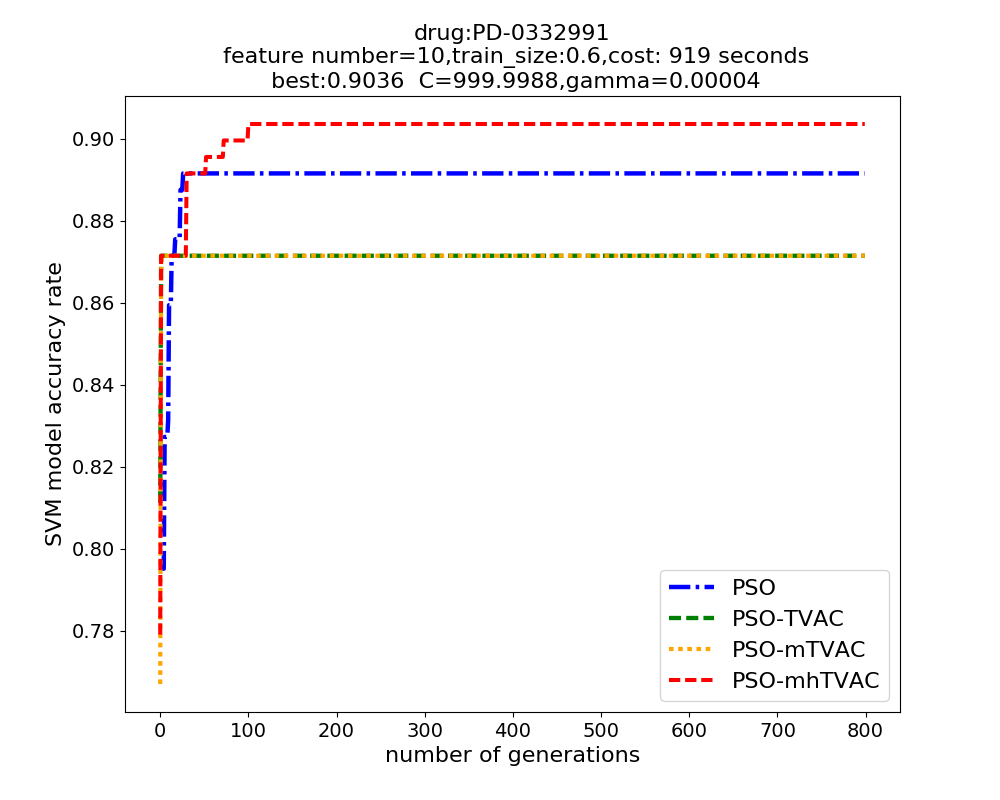 drug:PD-0332991
feature number=10,train_size:0.6,cost: 919 seconds
best:0.9036  C=999.9988,gamma=0.00004
SVM model accuracy rate
0.90
0.88
0.86
0.84
0.82
0.80
0.78
PSO
PSO-TVAC
PSO-mTVAC
PSO-mhTVAC
0 100 200 300 400 500 600 700 800
number of generations